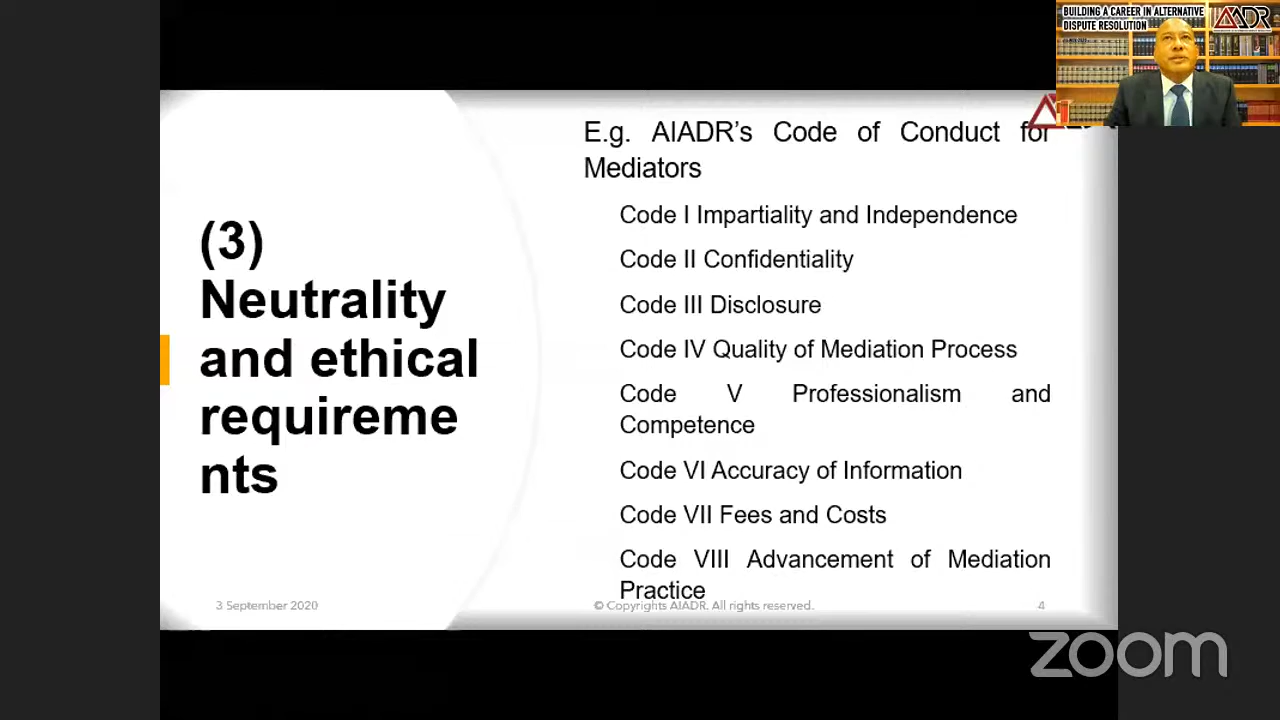 BUILDING A CAREER IN ALTERNATIVE
DISPUTE RESOLUTION
AIADR
(3)
Neutrality
and ethical
requireme
nts
E.g. AIADR’s Code of Conduct for
Mediators
Code I Impartiality and Independence
Code II Confidentiality
Code III Disclosure
Code IV Quality of Mediation Process
Code V Professionalism and
Competence
Code VI Accuracy of Information
Code VII Fees and Costs
Code VIII Advancement of Mediation
Practice
3 September 2020
© Copyrights AIADR. All rights reserved.
4
zoom